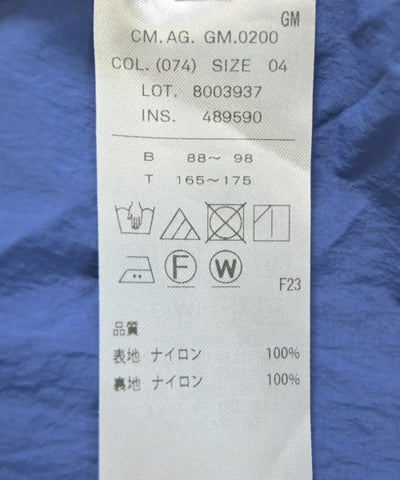 GM
CM. AG. GM.0200
COL. (074) SIZE 04
LOT. 8003937
INS. 489590
B 88～ 98
T 165～175
F W
F23
品質
表地 ナイロン 100%
裏地 ナイロン 100%